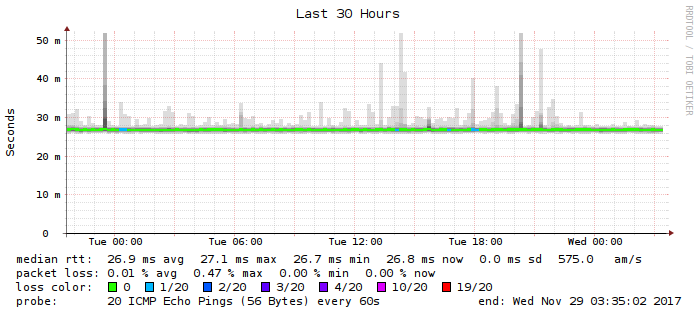 Last 30 Hours
RRDTOOL / TOBI OETIKER
Seconds
50 m
40 m
30 m
20 m
10 m
0
Tue 00:00 Tue 06:00 Tue 12:00 Tue 18:00 Wed 00:00
median rtt: 26.9 ms avg 27.1 ms max 26.7 ms min 26.8 ms now 0.0 ms sd 575.0 am/s
packet loss: 0.01 % avg 0.47 % max 0.00 % min 0.00 % now
loss color: 0 1/20 2/20 3/20 4/20 10/20 19/20
probe: 20 ICMP Echo Pings (56 Bytes) every 60s end: Wed Nov 29 03:35:02 2017